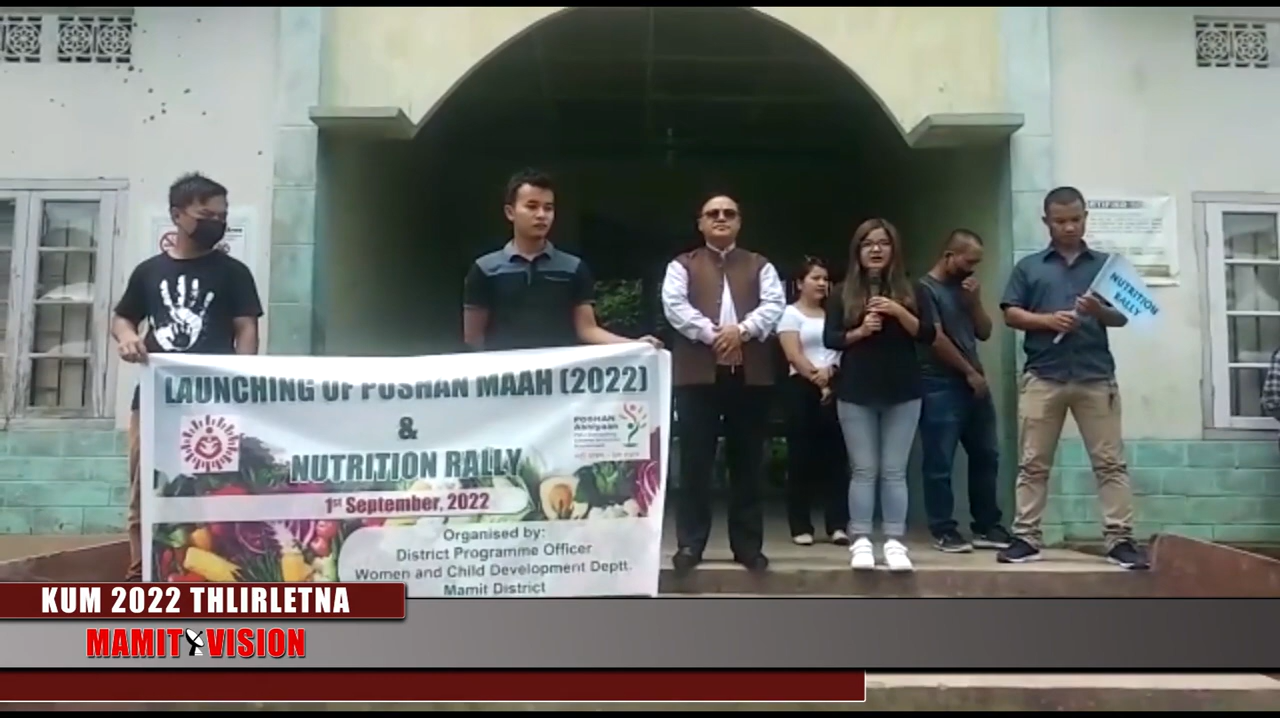 LAUNCHING OF POSHAN MAAH (2022)
&
NUTRITION RALLY
1st September, 2022
Organised by:
District Programme Officer
Women and Child Development Deptt.
Mamit District
POSHAN
Abhiyaan
NUTRITION
RALLY
KUM 2022 THLIRLETNA
MAMIT VISION